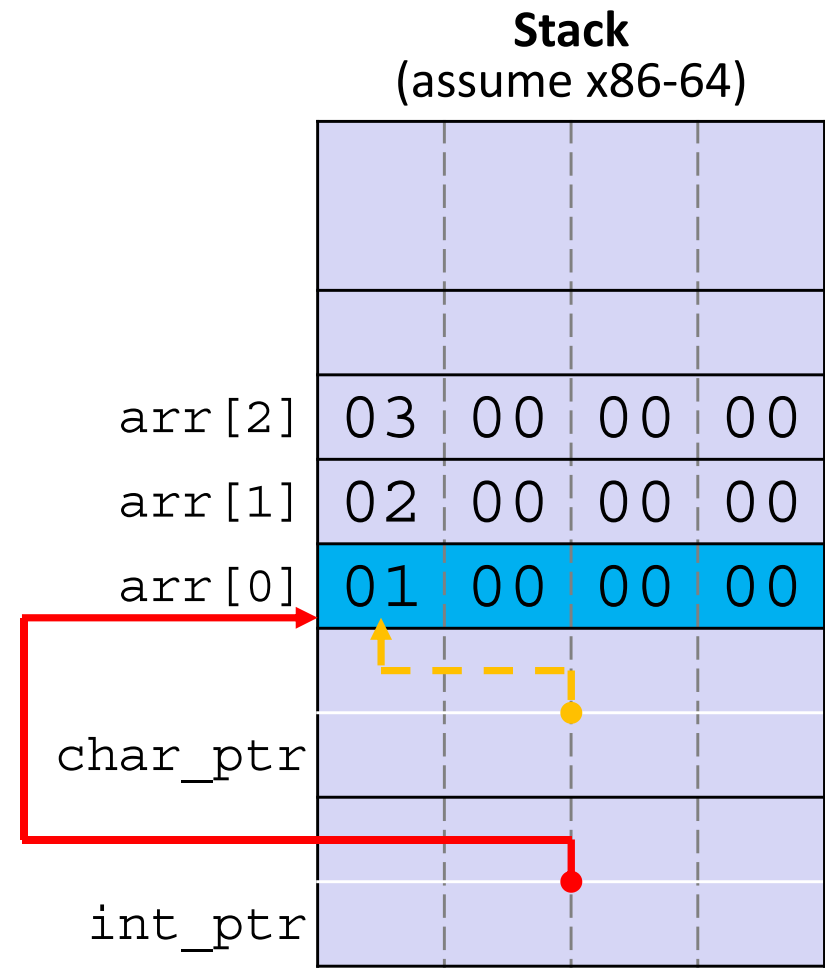 Stack
(assume x86-64)
arr[2] 03 00 00 00
arr[1] 02 00 00 00
arr[0] 01 00 00 00
char_ptr
int_ptr